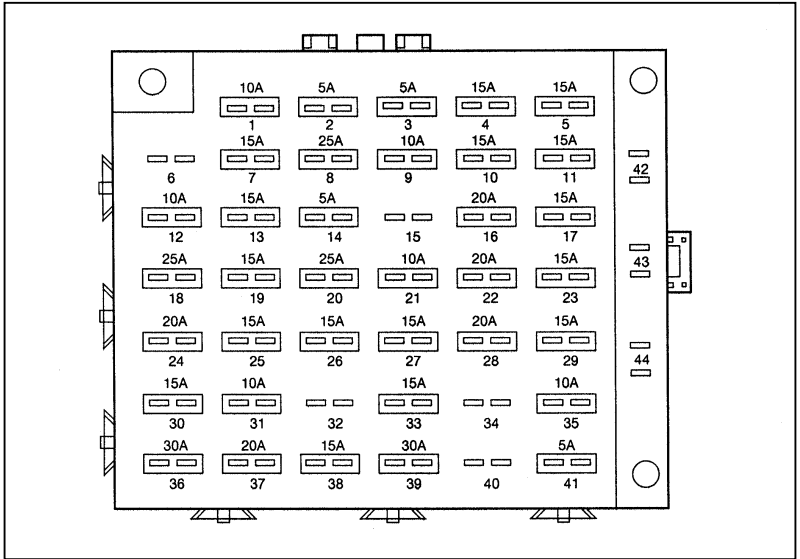 10A 5A 5A 15A 15A
1 2 3 4 5
15A 25A 10A 15A 15A
6 7 8 9 10 11 42
10A 15A 5A 20A 15A
12 13 14 15 16 17
25A 15A 25A 10A 20A 15A 43
18 19 20 21 22 23
20A 15A 15A 15A 20A 15A
24 25 26 27 28 29 44
15A 10A 15A 10A
30 31 32 33 34 35
30A 20A 15A 30A 5A
36 37 38 39 40 41